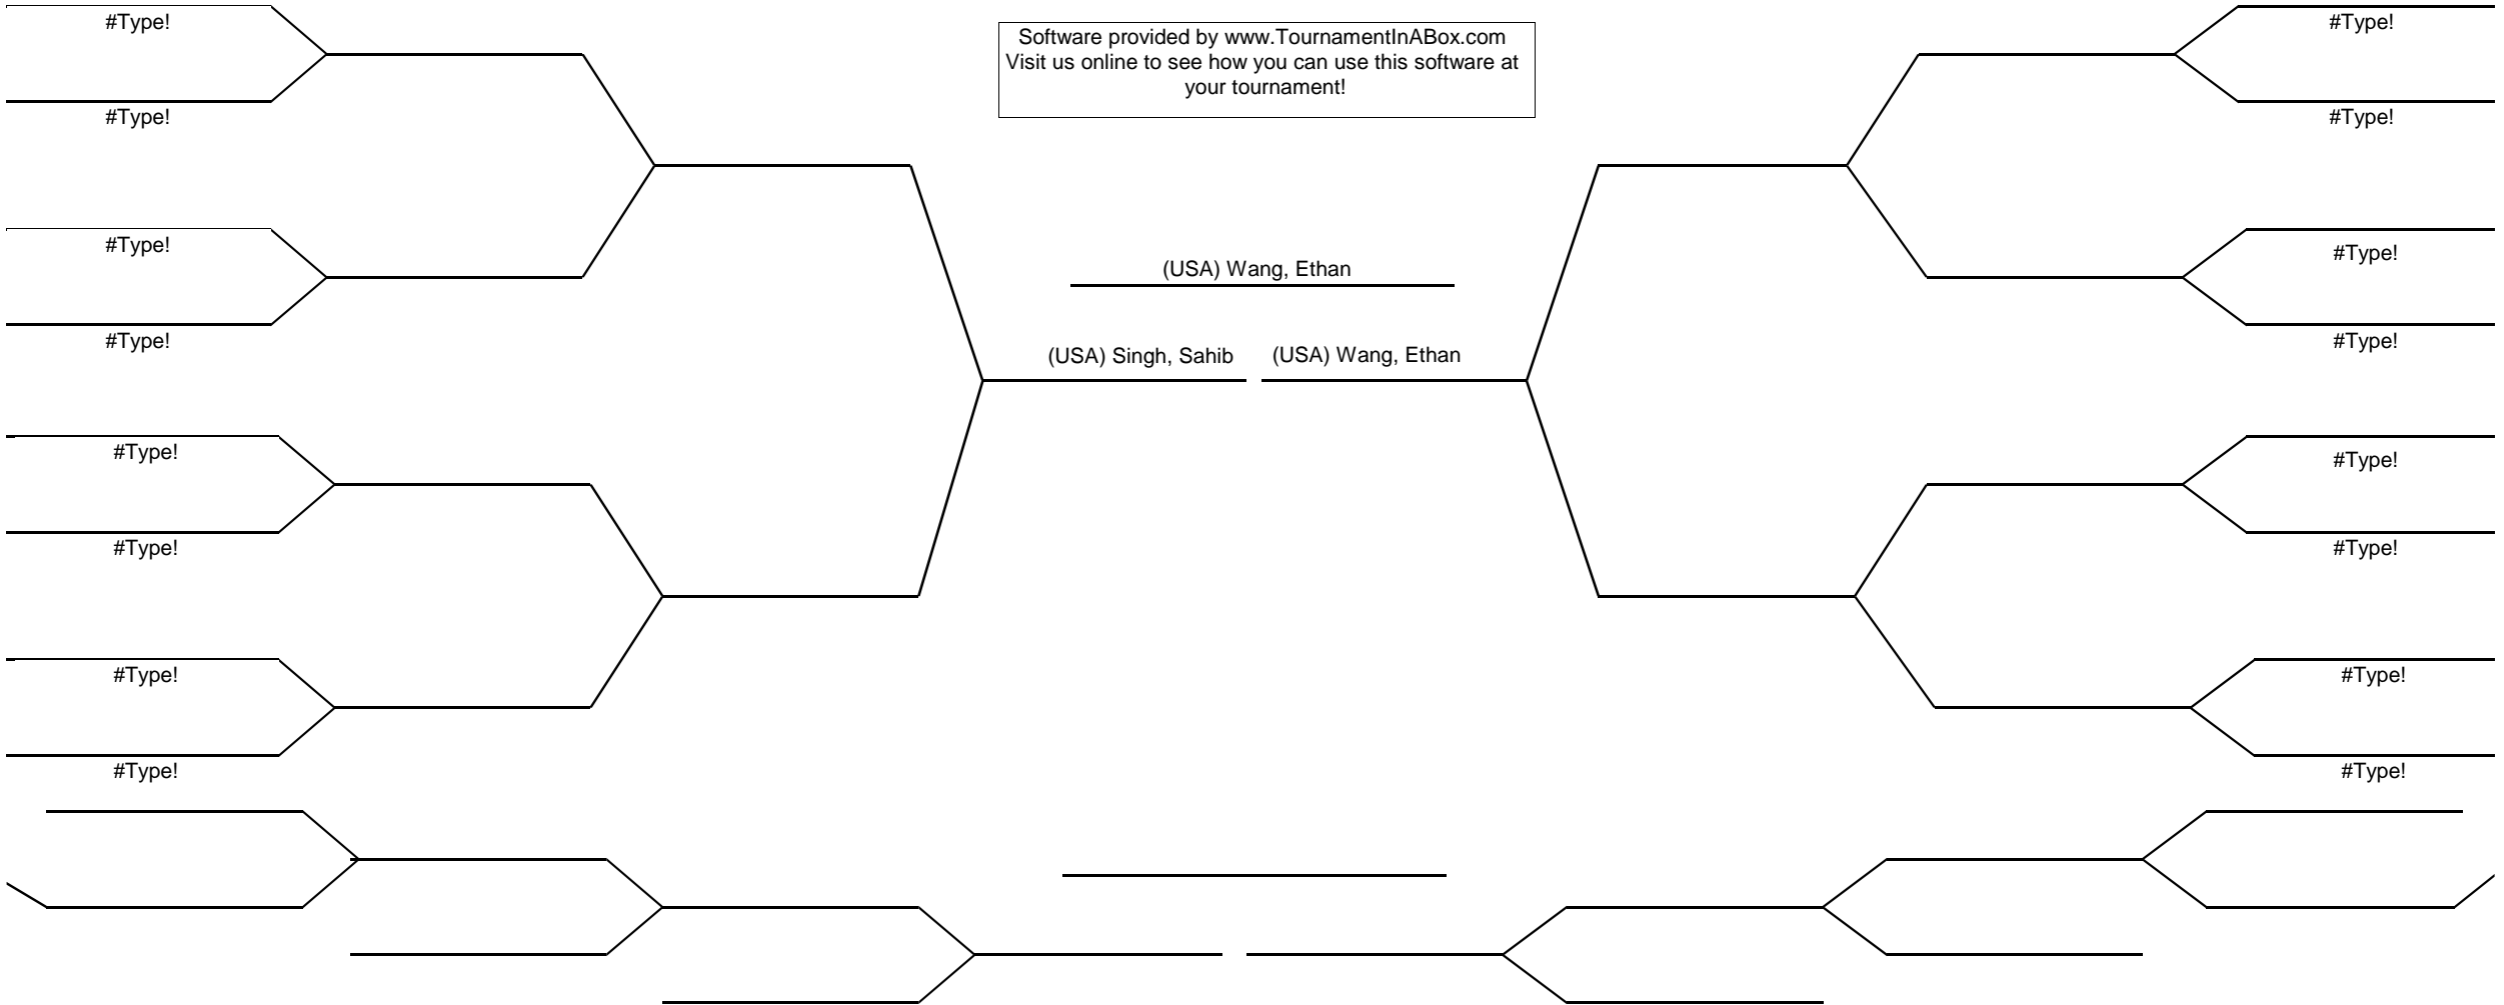 #Type!
#Type!
Software provided by www.TournamentInABox.com
Visit us online to see how you can use this software at
your tournament!
#Type!
#Type!
#Type!
#Type!
(USA) Wang, Ethan
#Type!
#Type!
(USA) Singh, Sahib
(USA) Wang, Ethan
#Type!
#Type!
#Type!
#Type!
#Type!
#Type!
#Type!
#Type!